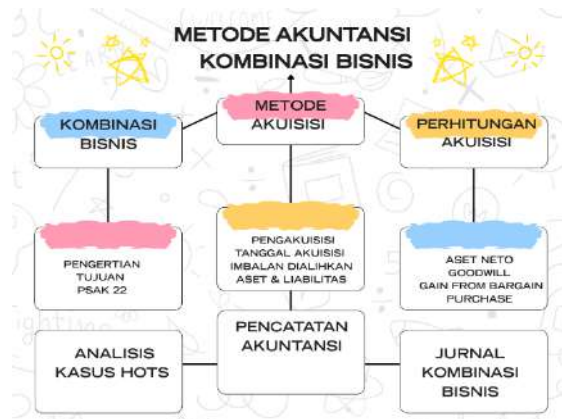 METODE AKUNTANSI
KOMBINASI BISNIS
KOMBINASI
BISNIS
METODE
AKUISISI
PERHITUNGAN
AKUISISI
PENGERTIAN
TUJUAN
PSAK 22
PENGAKUISISI
TANGGAL AKUISISI
IMBALAN DIALIHKAN
ASET & LIABILITAS
ASET NETO
GOODWILL
GAIN FROM BARGAIN
PURCHASE
ANALISIS
KASUS HOTS
PENCATATAN
AKUNTANSI
JURNAL
KOMBINASI
BISNIS